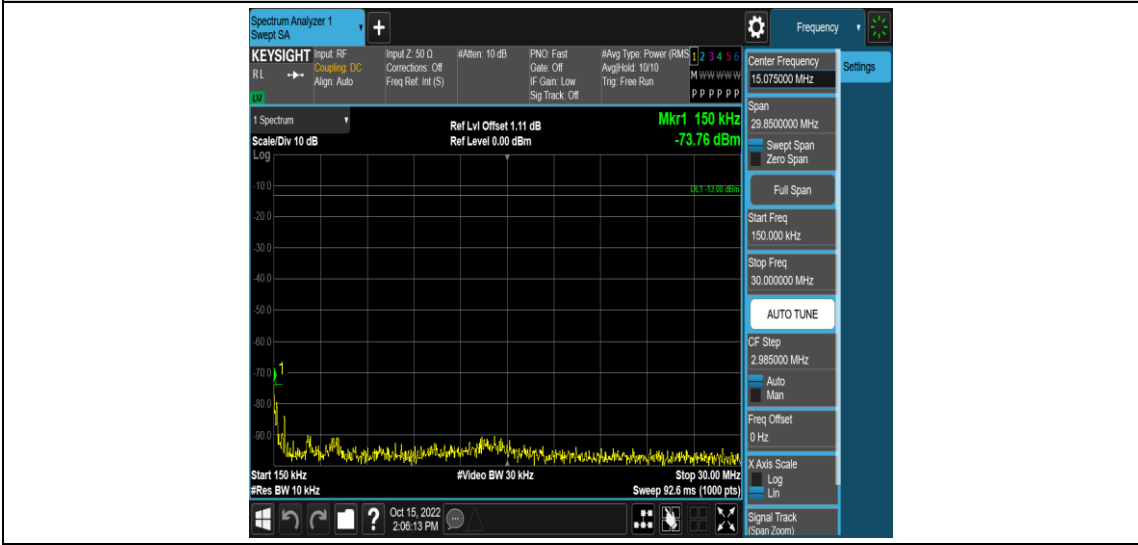 Spectrum Analyzer 1
Swept SA
+
Frequency
KEYSIGHT
RL
LM
Input: RF
Coupling: DC
Align: Auto
Input Z: 50 Ω
Corrections: Off
Freq Ref: Int (S)
#Atten: 10 dB
PNO: Fast
Gate: Off
IF Gain: Low
Sig Track: Off
#Avg Type: Power (RMS
Avg|Hold: 10/10
Trig: Free Run
1 2 3 4 5 6
M W W W W W
P P P P P P
1 Spectrum
Scale/Div 10 dB
Log
Ref Lvl Offset 1.11 dB
Ref Level 0.00 dBm
Mkr1 150 kHz
-73.76 dBm
DL1 -13.00 dBm
-10.0
-20.0
-30.0
-40.0
-50.0
-60.0
-70.0
-80.0
-90.0
1
Start 150 kHz
#Res BW 10 kHz
#Video BW 30 kHz
Stop 30.00 MHz
Sweep 92.6 ms (1000 pts)
?
Oct 15, 2022
2:06:13 PM
Center Frequency
15.075000 MHz
Settings
Span
29.8500000 MHz
Swept Span
Zero Span
Full Span
Start Freq
150.000 kHz
Stop Freq
30.000000 MHz
AUTO TUNE
CF Step
2.985000 MHz
Auto
Man
Freq Offset
0 Hz
X Axis Scale
Log
Lin
Signal Track
(Span Zoom)